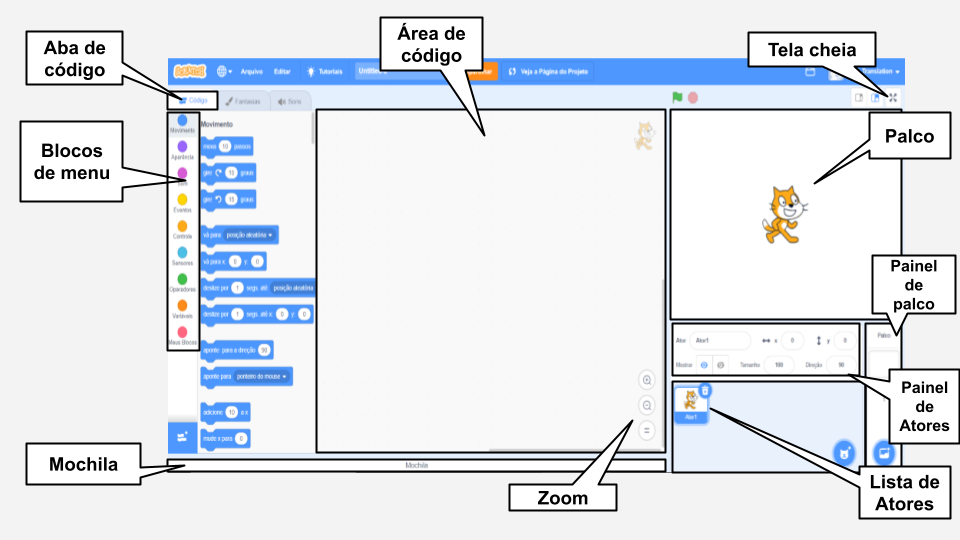 Aba de
código
Área de
código
Tela cheia
SCRATCH
Arquivo
Editar
Tutoriais
Veja a Página do Projeto
Código
Fantasias
Sons
Blocos
de menu
Palco
Movimento
Movimento
Aparência
Som
Eventos
Controle
Sensores
Operadores
Variáveis
Meus Blocos
mova 10 passos
gire 15 graus
gire 15 graus
vá para posição aleatória
vá para x 0 y 0
deslize por 1 segs. até posição aleatória
deslize por 1 segs. até x 0 y 0
aponte para a direção 90
aponte para ponteiro do mouse
adicione 10 a x
mude x para 0
Painel
de
palco
Palco
Ator Ator1 x 0 y 0
Mostrar Tamanho 100 Direção 90
Painel
de
Atores
Ator1
Lista de
Atores
Zoom
Mochila
Mochila